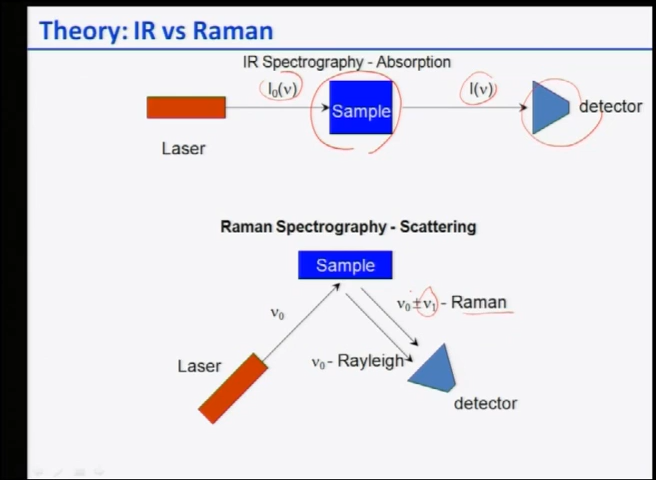 Theory: IR vs Raman
IR Spectrography - Absorption
I₀(ν)
Sample
I(ν)
detector
Laser
Raman Spectrography - Scattering
Sample
ν₀
ν₀±ν₁ - Raman
Laser
ν₀ - Rayleigh
detector